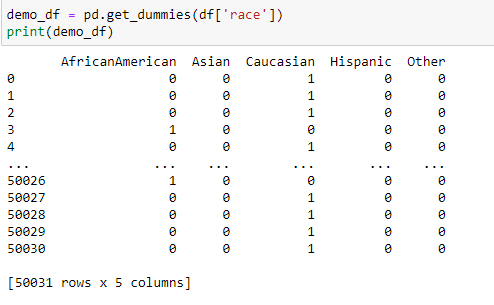 demo_df = pd.get_dummies(df['race'])
print(demo_df)
AfricanAmerican Asian Caucasian Hispanic Other
0 0 0 1 0 0
1 0 0 1 0 0
2 0 0 1 0 0
3 1 0 0 0 0
4 0 0 1 0 0
... ... ... ... ... ...
50026 1 0 0 0 0
50027 0 0 1 0 0
50028 0 0 1 0 0
50029 0 0 1 0 0
50030 0 0 1 0 0
[50031 rows x 5 columns]